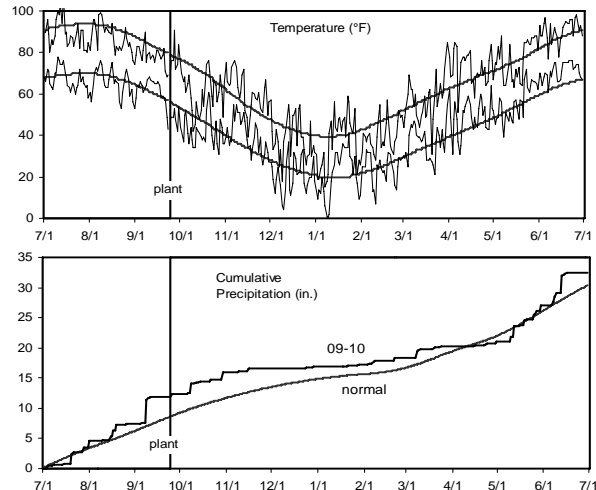 Temperature (°F)
100
80
60
40
20
0
plant
7/1 8/1 9/1 10/1 11/1 12/1 1/1 2/1 3/1 4/1 5/1 6/1 7/1
Cumulative
Precipitation (in.)
35
30
25
20
15
10
5
0
09-10
normal
plant
7/1 8/1 9/1 10/1 11/1 12/1 1/1 2/1 3/1 4/1 5/1 6/1 7/1